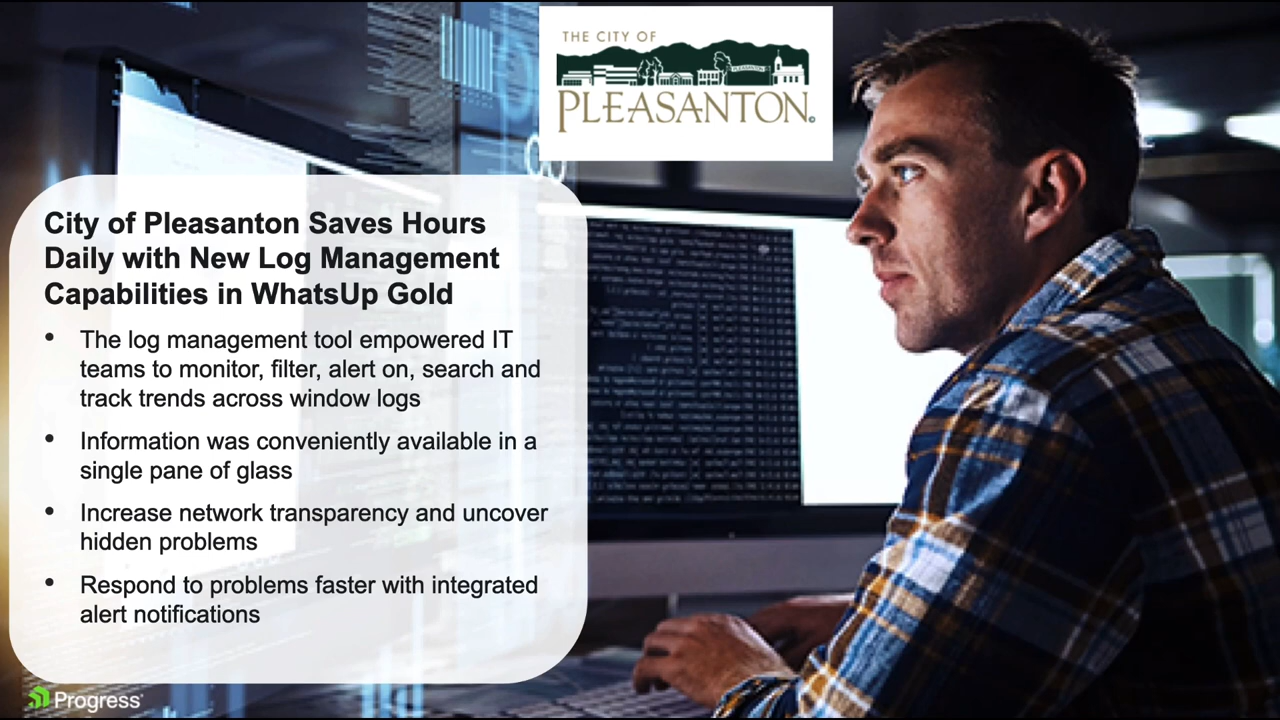 THE CITY OF
PLEASANTON
PLEASANTON.
City of Pleasanton Saves Hours
Daily with New Log Management
Capabilities in WhatsUp Gold
• The log management tool empowered IT
teams to monitor, filter, alert on, search and
track trends across window logs
• Information was conveniently available in a
single pane of glass
• Increase network transparency and uncover
hidden problems
• Respond to problems faster with integrated
alert notifications
Progress